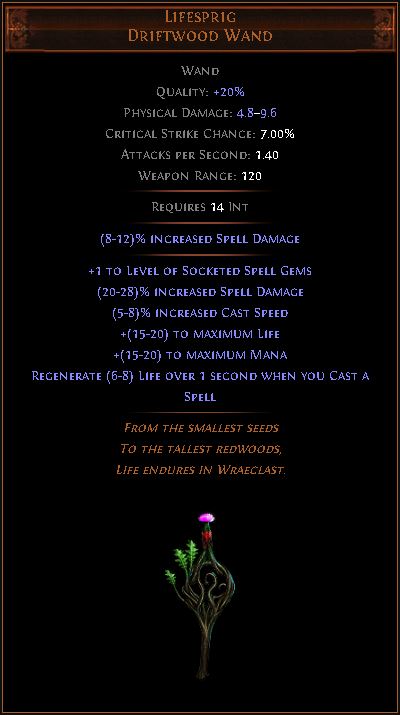 Lifesprig
Driftwood Wand
Wand
Quality: +20%
Physical Damage: 4.8–9.6
Critical Strike Chance: 7.00%
Attacks per Second: 1.40
Weapon Range: 120
Requires 14 Int
(8-12)% increased Spell Damage
+1 to Level of Socketed Spell Gems
(20-28)% increased Spell Damage
(5-8)% increased Cast Speed
+(15-20) to maximum Life
+(15-20) to maximum Mana
Regenerate (6-8) Life over 1 second when you Cast a
Spell
From the smallest seeds
To the tallest redwoods,
Life endures in Wraeclast.